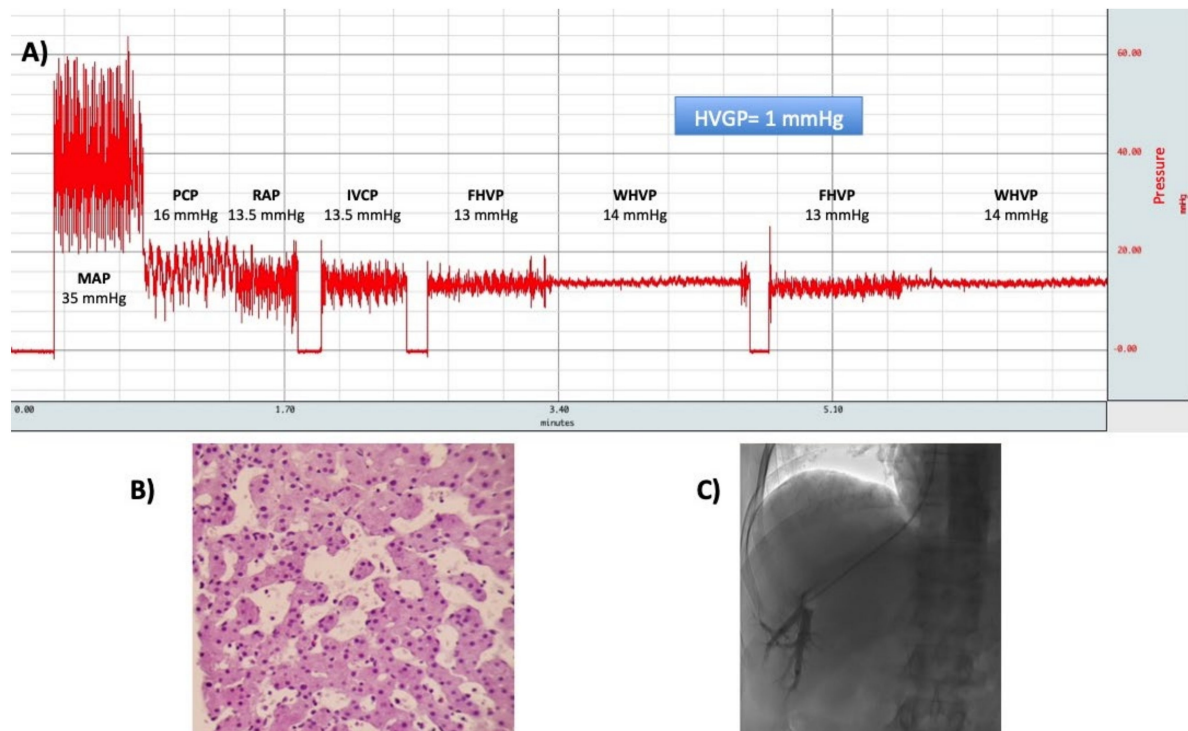 A)
60.00
HVGP= 1 mmHg
40.00
Pressure
mmHg
PCP RAP IVCP FHVP WHVP FHVP WHVP
16 mmHg 13.5 mmHg 13.5 mmHg 13 mmHg 14 mmHg 13 mmHg 14 mmHg
20.00
MAP
35 mmHg
-0.00
0.00 1.70 3.40 5.10
minutes
B)
C)